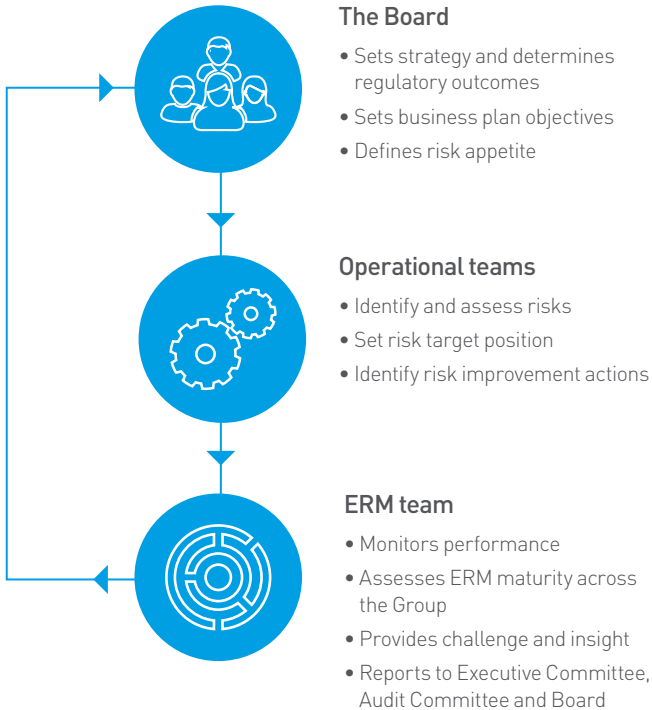 The Board
• Sets strategy and determines
regulatory outcomes
• Sets business plan objectives
• Defines risk appetite
Operational teams
• Identify and assess risks
• Set risk target position
• Identify risk improvement actions
ERM team
• Monitors performance
• Assesses ERM maturity across
the Group
• Provides challenge and insight
• Reports to Executive Committee,
Audit Committee and Board